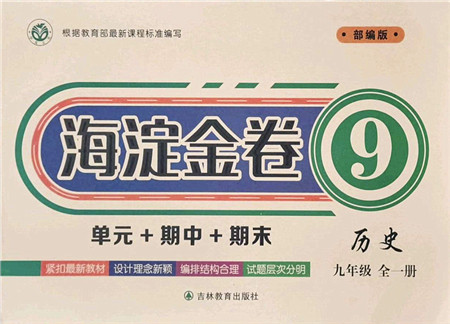 根据教育部最新课程标准编写
部编版
海淀金卷
9
单元+期中+期末
历史
紧扣最新教材 设计理念新颖 编排结构合理 试题层次分明
九年级 全一册
吉林教育出版社